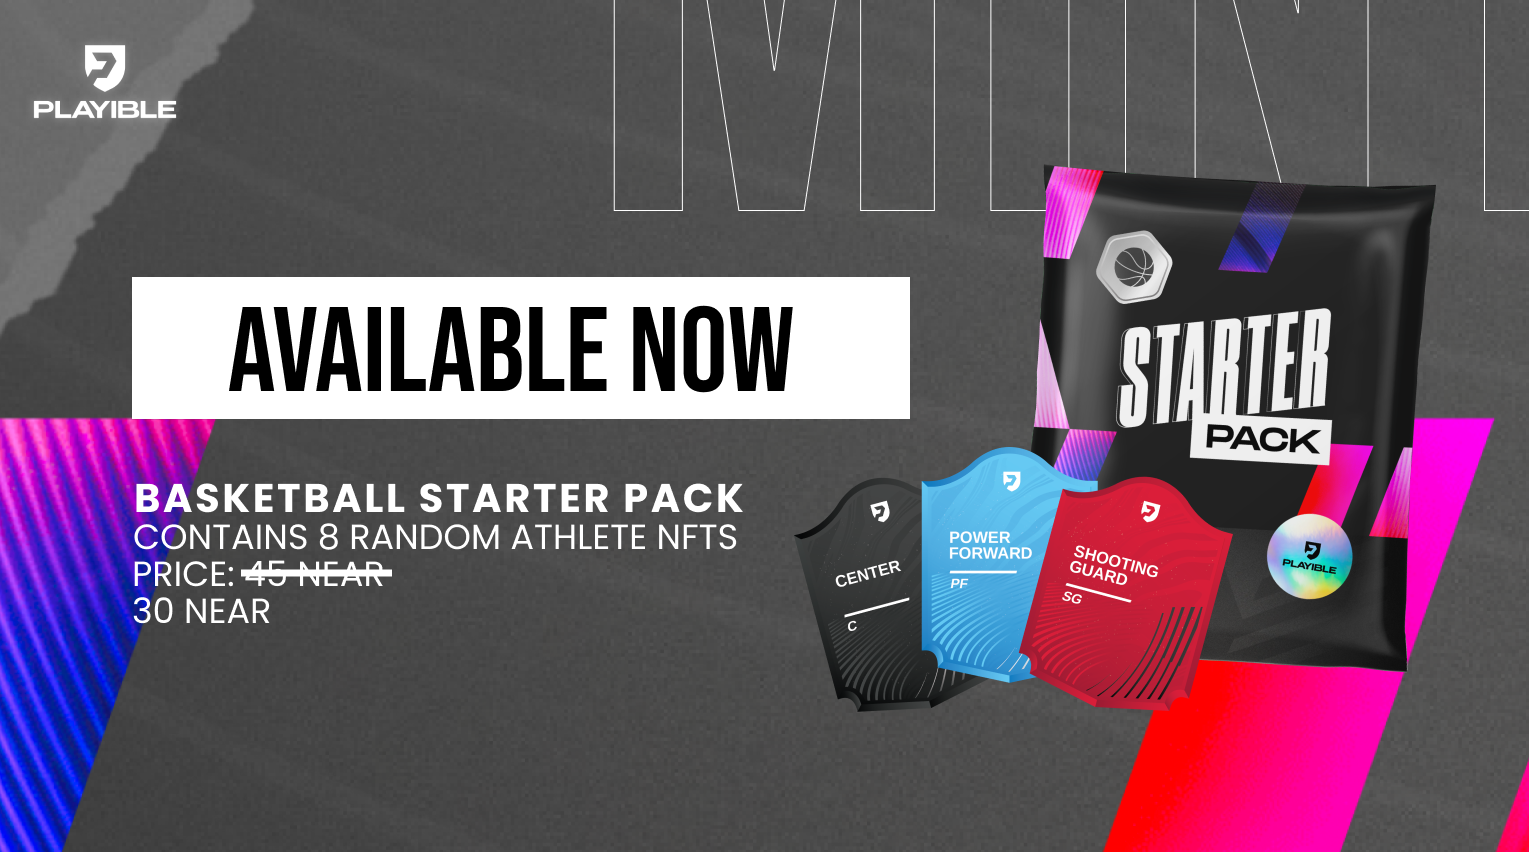 MINT
PLAYIBLE
AVAILABLE NOW
BASKETBALL STARTER PACK
CONTAINS 8 RANDOM ATHLETE NFTS
PRICE: 45 NEAR
30 NEAR
STARTER
PACK
PLAYIBLE
CENTER
C
POWER
FORWARD
PF
SHOOTING
GUARD
SG